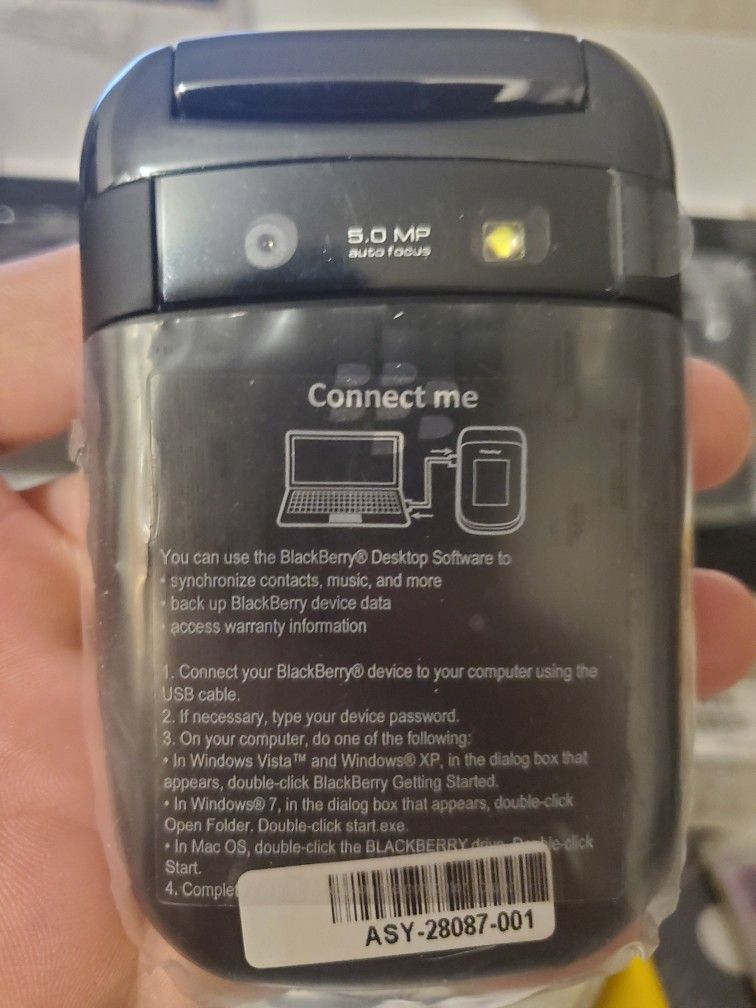 5.0 MP
auto focus
Connect me
You can use the BlackBerry® Desktop Software to
• synchronize contacts, music, and more
• back up BlackBerry device data
• access warranty information
1. Connect your BlackBerry® device to your computer using the
USB cable.
2. If necessary, type your device password.
3. On your computer, do one of the following:
• In Windows Vista™ and Windows® XP, in the dialog box that
appears, double-click BlackBerry Getting Started.
• In Windows® 7, in the dialog box that appears, double-click
Open Folder. Double-click start.exe.
• In Mac OS, double-click the BLACKBERRY drive. Double-click
Start.
4. Comple
ASY-28087-001